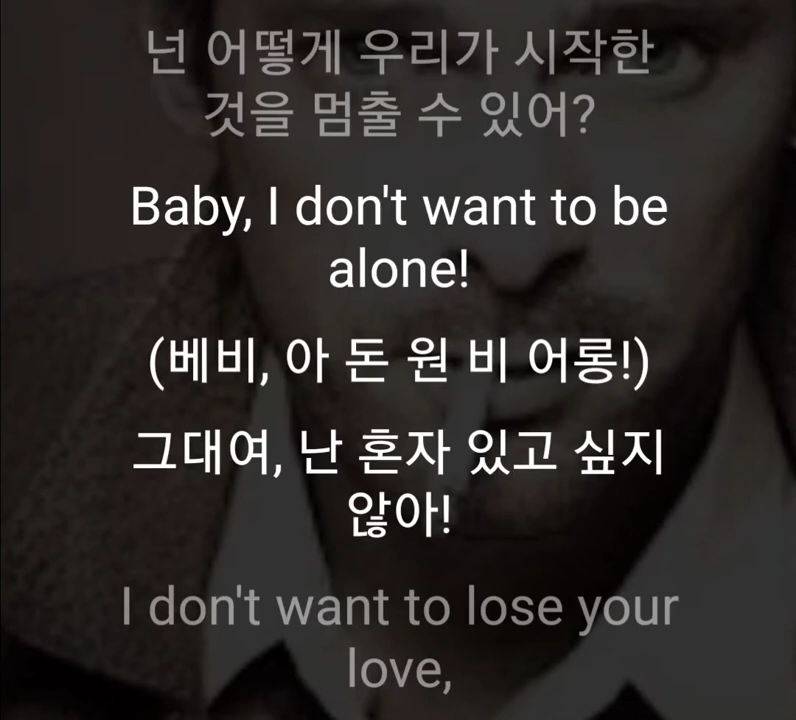 넌 어떻게 우리가 시작한
것을 멈출 수 있어?
Baby, I don't want to be
alone!
(베비, 아 돈 원 비 어롱!)
그대여, 난 혼자 있고 싶지
않아!
I don't want to lose your
love,